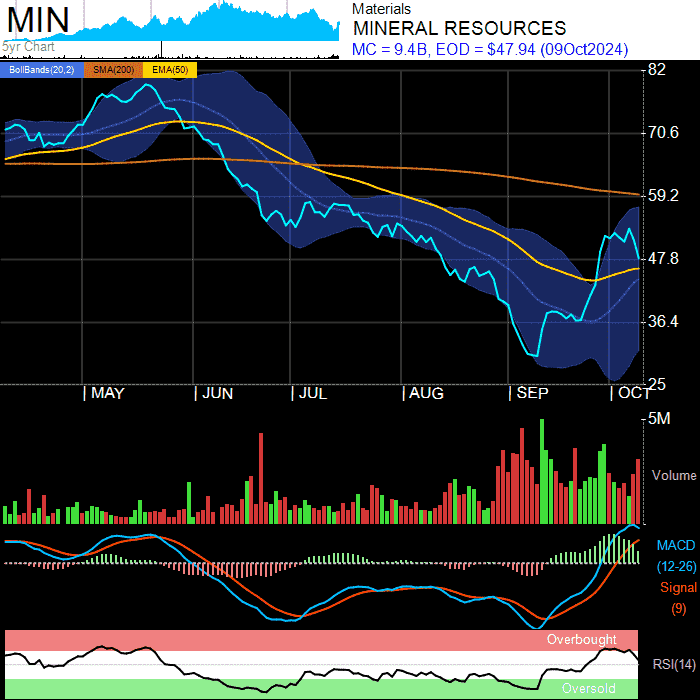 MIN
5yr Chart
Materials
MINERAL RESOURCES
MC = 9.4B, EOD = $47.94 (09Oct2024)
BollBands(20,2) SMA(200) EMA(50)
82
70.6
59.2
47.8
36.4
25
| MAY | JUN | JUL | AUG | SEP | OCT
5M
Volume
MACD
(12-26)
Signal
(9)
Overbought
RSI(14)
Oversold